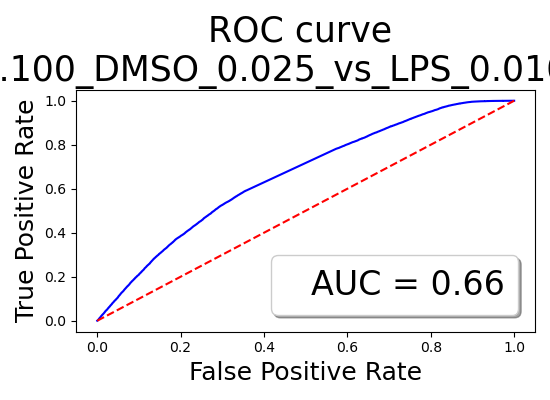 ROC curve
.100_DMSO_0.025_vs_LPS_0.010
True Positive Rate
1.0
0.8
0.6
0.4
0.2
0.0
AUC = 0.66
0.0 0.2 0.4 0.6 0.8 1.0
False Positive Rate